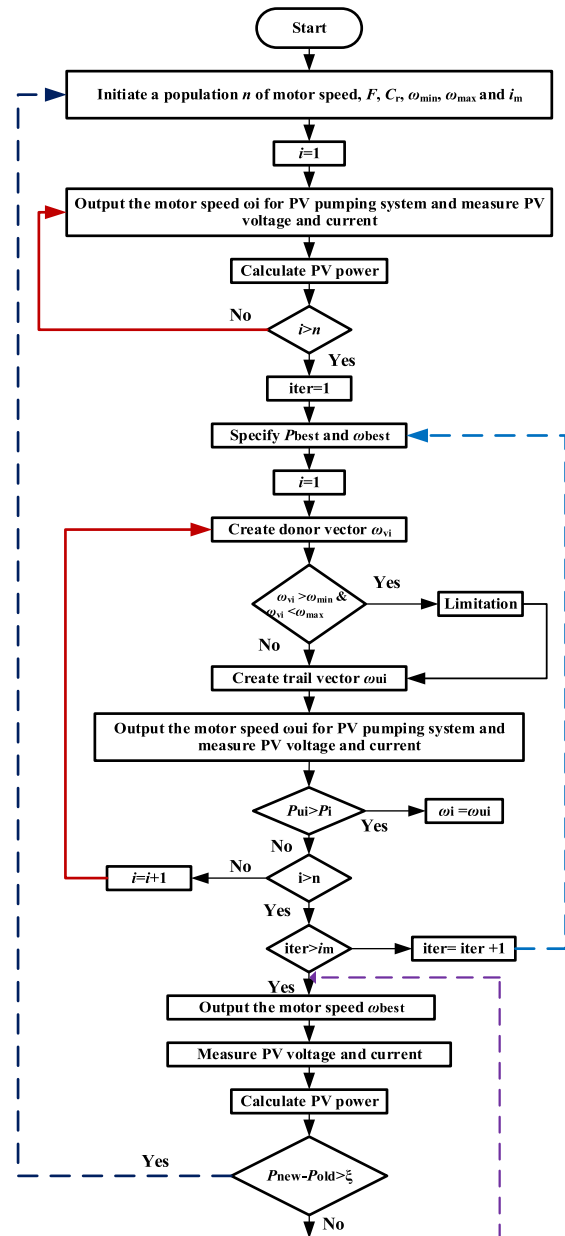 Start
Initiate a population n of motor speed, F, Cr, ωmin, ωmax and im
i=1
Output the motor speed ωi for PV pumping system and measure PV
voltage and current
Calculate PV power
No
i>n
Yes
iter=1
Specify Pbest and ωbest
i=1
Create donor vector ωvi
Yes
ωvi >ωmin &
ωvi <ωmax
Limitation
No
Create trail vector ωui
Output the motor speed ωui for PV pumping system and
measure PV voltage and current
Pui>Pi
ωi =ωui
Yes
No
No
i=i+1
i>n
Yes
iter>im
iter= iter +1
Yes
Output the motor speed ωbest
Measure PV voltage and current
Calculate PV power
Yes
Pnew-Pold>ξ
No